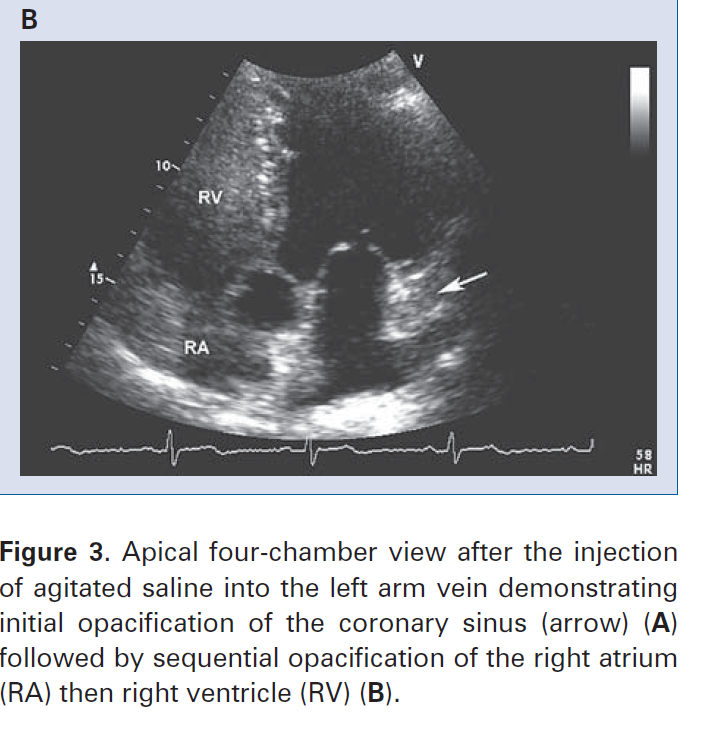 B
V
10
RV
15
RA
58
HR
Figure 3. Apical four-chamber view after the injection
of agitated saline into the left arm vein demonstrating
initial opacification of the coronary sinus (arrow) (A)
followed by sequential opacification of the right atrium
(RA) then right ventricle (RV) (B).